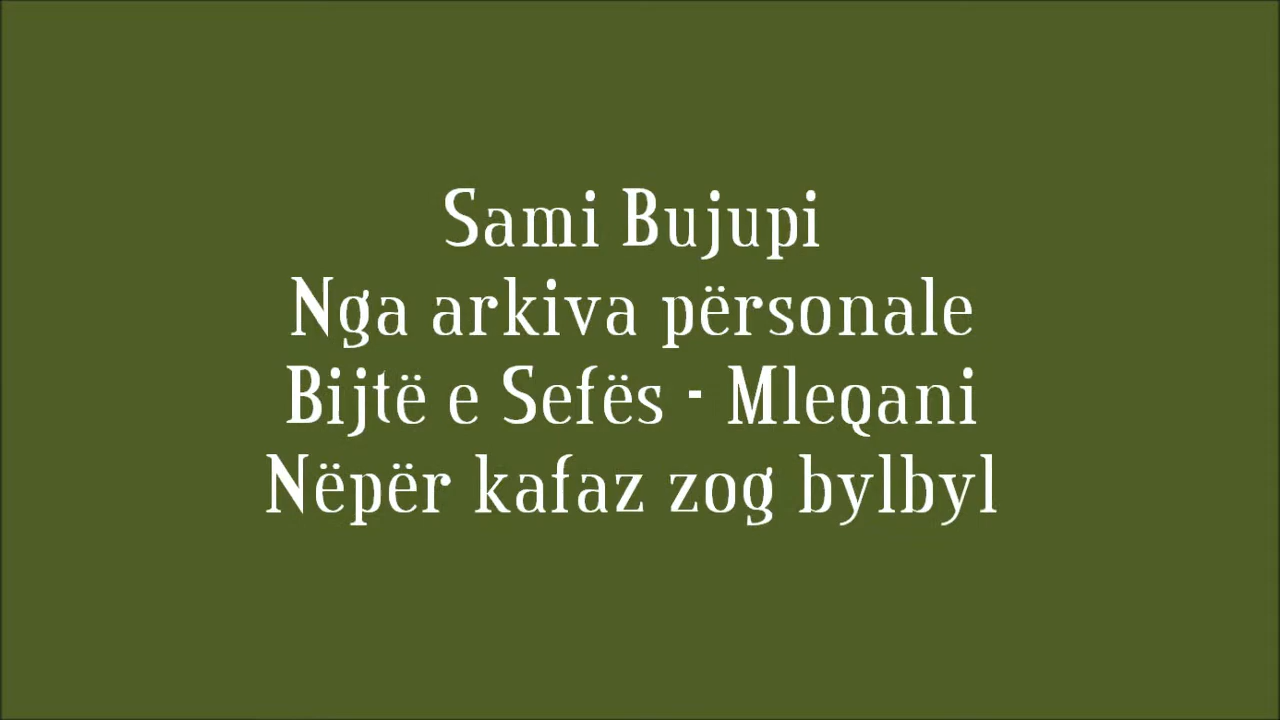 Sami Bujupi
Nga arkiva përsonale
Bijtë e Sefës - Mleqani
Nëpër kafaz zog bylbyl